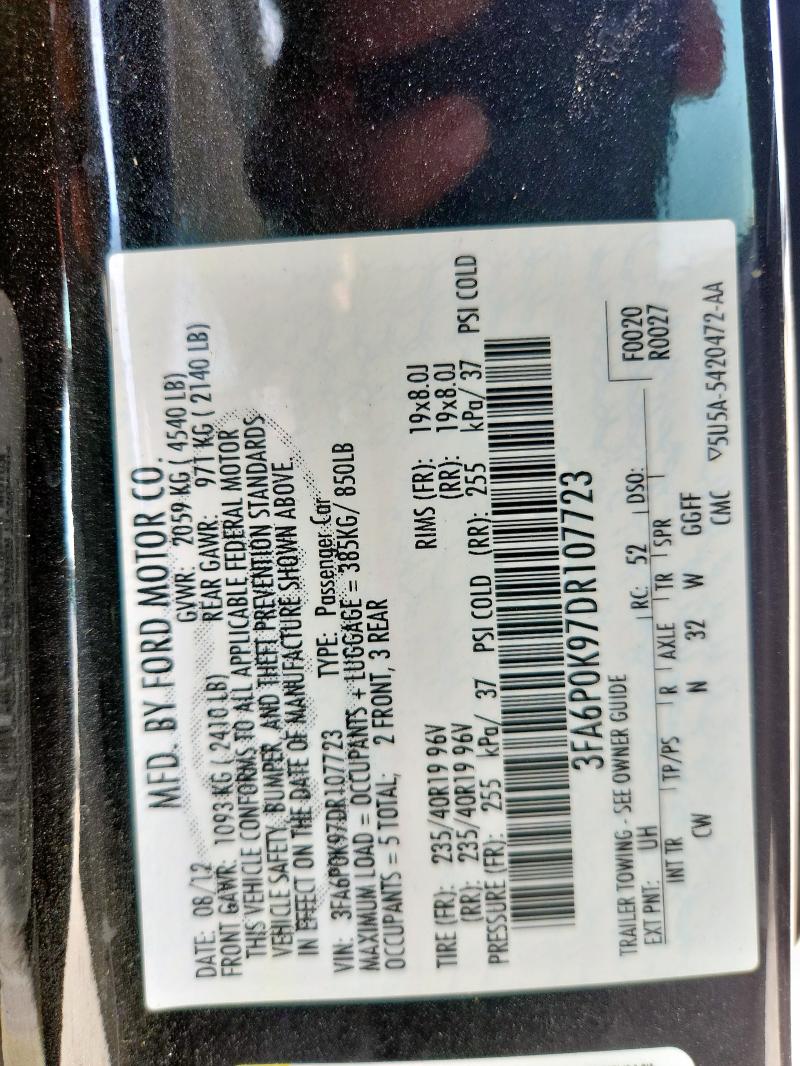 MFD. BY FORD MOTOR CO.
DATE: 08/12 GVWR: 2059 KG ( 4540 LB)
FRONT GAWR: 1093 KG ( 2410 LB) REAR GAWR: 971 KG ( 2140 LB)
THIS VEHICLE CONFORMS TO ALL APPLICABLE FEDERAL MOTOR
VEHICLE SAFETY, BUMPER, AND THEFT PREVENTION STANDARDS
IN EFFECT ON THE DATE OF MANUFACTURE SHOWN ABOVE.
VIN: 3FA6P0K97DR107723 TYPE: Passenger Car
MAXIMUM LOAD = OCCUPANTS + LUGGAGE = 385KG/ 850LB
OCCUPANTS = 5 TOTAL; 2 FRONT, 3 REAR
TIRE (FR): 235/40R19 96V RIMS (FR): 19x8.0J
(RR): 235/40R19 96V (RR): 19x8.0J
PRESSURE (FR): 255 kPa/ 37 PSI COLD (RR): 255 kPa/ 37 PSI COLD
3FA6P0K97DR107723
TRAILER TOWING - SEE OWNER GUIDE F0020
EXT PNT: UH RC: 52 DSO: R0027
INT TR TP/PS R AXLE TR SPR
CW N 32 W GGFF
CMC ▽5U5A-5420472-AA